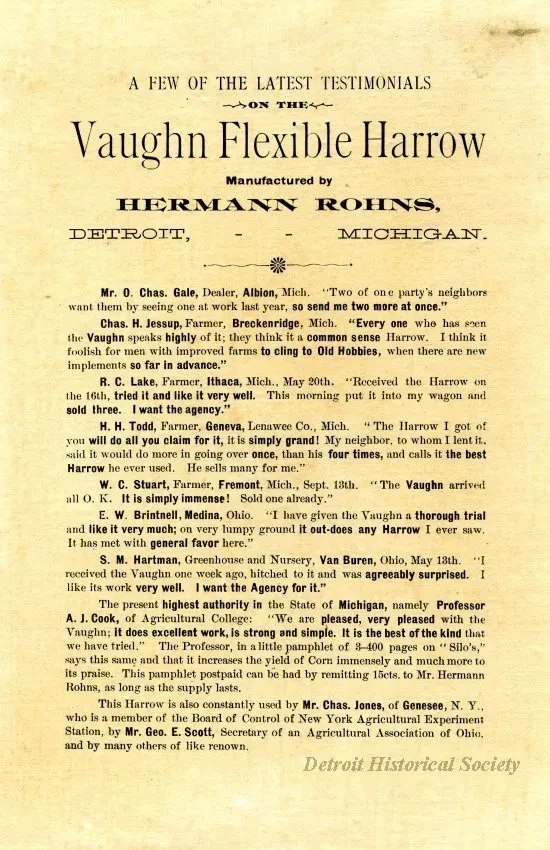 A FEW OF THE LATEST TESTIMONIALS
ON THE
Vaughn Flexible Harrow
Manufactured by
HERMANN ROHNS,
DETROIT, - - MICHIGAN.
Mr. O. Chas. Gale, Dealer, Albion, Mich. "Two of one party's neighbors
want them by seeing one at work last year, so send me two more at once."
Chas. H. Jessup, Farmer, Breckenridge, Mich. "Every one who has seen
the Vaughn speaks highly of it; they think it a common sense Harrow. I think it
foolish for men with improved farms to cling to Old Hobbies, when there are new
implements so far in advance."
R. C. Lake, Farmer, Ithaca, Mich., May 20th. "Received the Harrow on
the 16th, tried it and like it very well. This morning put it into my wagon and
sold three. I want the agency."
H. H. Todd, Farmer, Geneva, Lenawee Co., Mich. "The Harrow I got of
you will do all you claim for it, it is simply grand! My neighbor, to whom I lent it,
said it would do more in going over once, than his four times, and calls it the best
Harrow he ever used. He sells many for me."
W. C. Stuart, Farmer, Fremont, Mich., Sept. 13th. "The Vaughn arrived
all O. K. It is simply immense! Sold one already."
E. W. Brintnell, Medina, Ohio. "I have given the Vaughn a thorough trial
and like it very much; on very lumpy ground it out-does any Harrow I ever saw.
It has met with general favor here."
S. M. Hartman, Greenhouse and Nursery, Van Buren, Ohio, May 13th. "I
received the Vaughn one week ago, hitched to it and was agreeably surprised. I
like its work very well. I want the Agency for it."
The present highest authority in the State of Michigan, namely Professor
A. J. Cook, of Agricultural College: "We are pleased, very pleased with the
Vaughn; it does excellent work, is strong and simple. It is the best of the kind that
we have tried." The Professor, in a little pamphlet of 3-400 pages on "Silo's,"
says this same and that it increases the yield of Corn immensely and much more to
its praise. This pamphlet postpaid can be had by remitting 15cts. to Mr. Hermann
Rohns, as long as the supply lasts.
This Harrow is also constantly used by Mr. Chas. Jones, of Genesee, N. Y.,
who is a member of the Board of Control of New York Agricultural Experiment
Station, by Mr. Geo. E. Scott, Secretary of an Agricultural Association of Ohio,
and by many others of like renown.
Detroit Historical Society